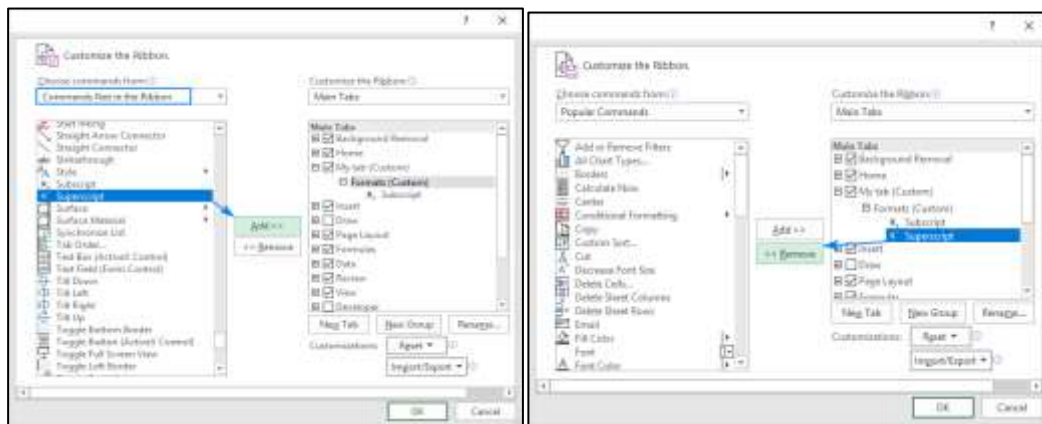 ?
Customize the Ribbon.
Choose commands from:
Commands Not in the Ribbon
Start Inking
Straight Arrow Connector
Straight Connector
Strikethrough
Style
Subscript
Superscript
Surface
Surface Material
Synchronize List
Tab Order...
Text Box (ActiveX Control)
Text Field (Form Control)
Tilt Down
Tilt Left
Tilt Right
Tilt Up
Toggle Bottom Border
Toggle Button (ActiveX Control)
Toggle Full Screen View
Toggle Left Border
Add >>
<< Remove
Customize the Ribbon:
Main Tabs
Main Tabs
Background Removal
Home
My tab (Custom)
Formats (Custom)
Subscript
Insert
Draw
Page Layout
Formulas
Data
Review
View
Developer
New Tab
New Group
Rename...
Customizations:
Reset
Import/Export
OK
Cancel
?
Customize the Ribbon.
Choose commands from:
Popular Commands
Add or Remove Filters
All Chart Types...
Borders
Calculate Now
Center
Conditional Formatting
Copy
Custom Sort...
Cut
Decrease Font Size
Delete Cells...
Delete Sheet Columns
Delete Sheet Rows
Email
Fill Color
Font
Font Color
Add >>
<< Remove
Customize the Ribbon:
Main Tabs
Main Tabs
Background Removal
Home
My tab (Custom)
Formats (Custom)
Subscript
Superscript
Insert
Draw
Page Layout
Formulas
New Tab
New Group
Rename...
Customizations:
Reset
Import/Export
OK
Cancel